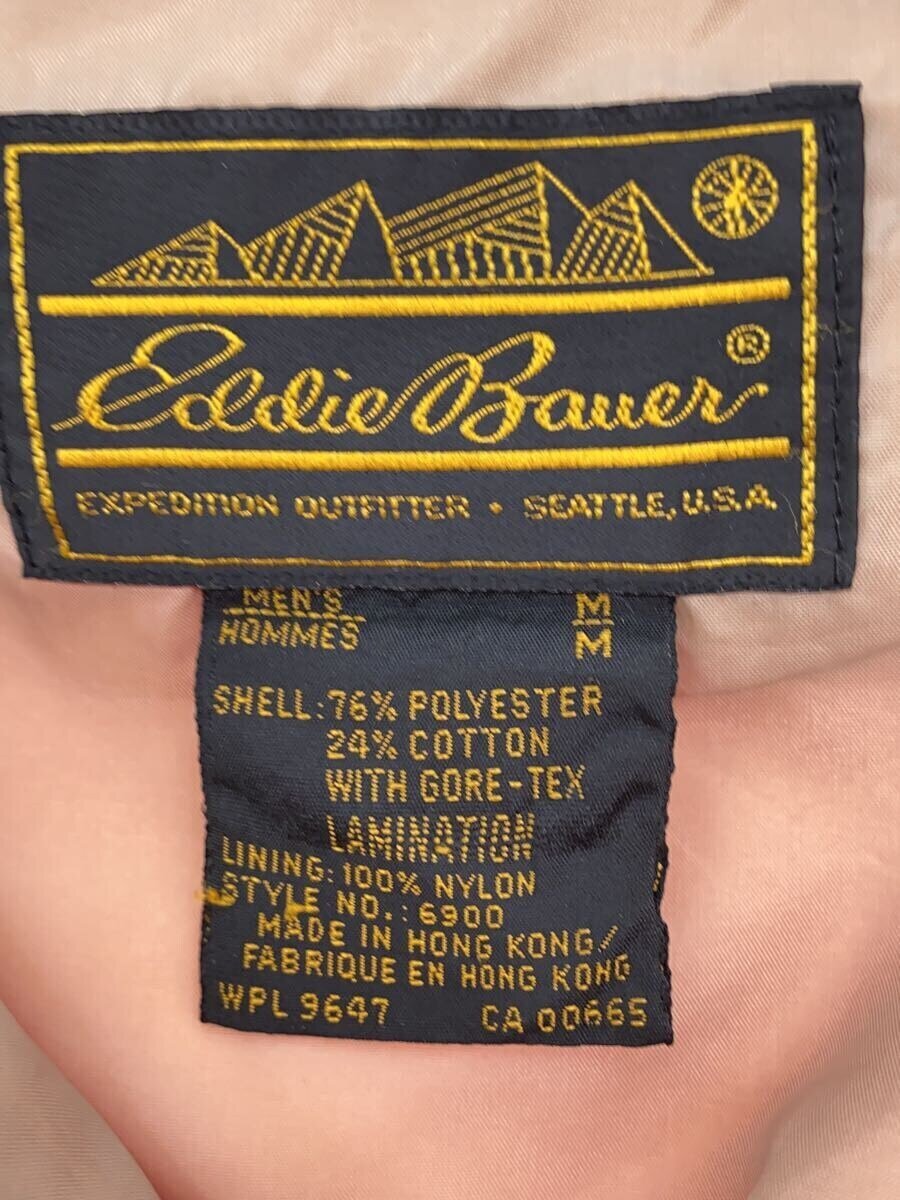 Eddie Bauer®
EXPEDITION OUTFITTER • SEATTLE, U.S.A.
MEN'S M
HOMMES M
SHELL: 76% POLYESTER
24% COTTON
WITH GORE-TEX
LAMINATION
LINING: 100% NYLON
STYLE NO.: 6900
MADE IN HONG KONG/
FABRIQUE EN HONG KONG
WPL 9647 CA 00665